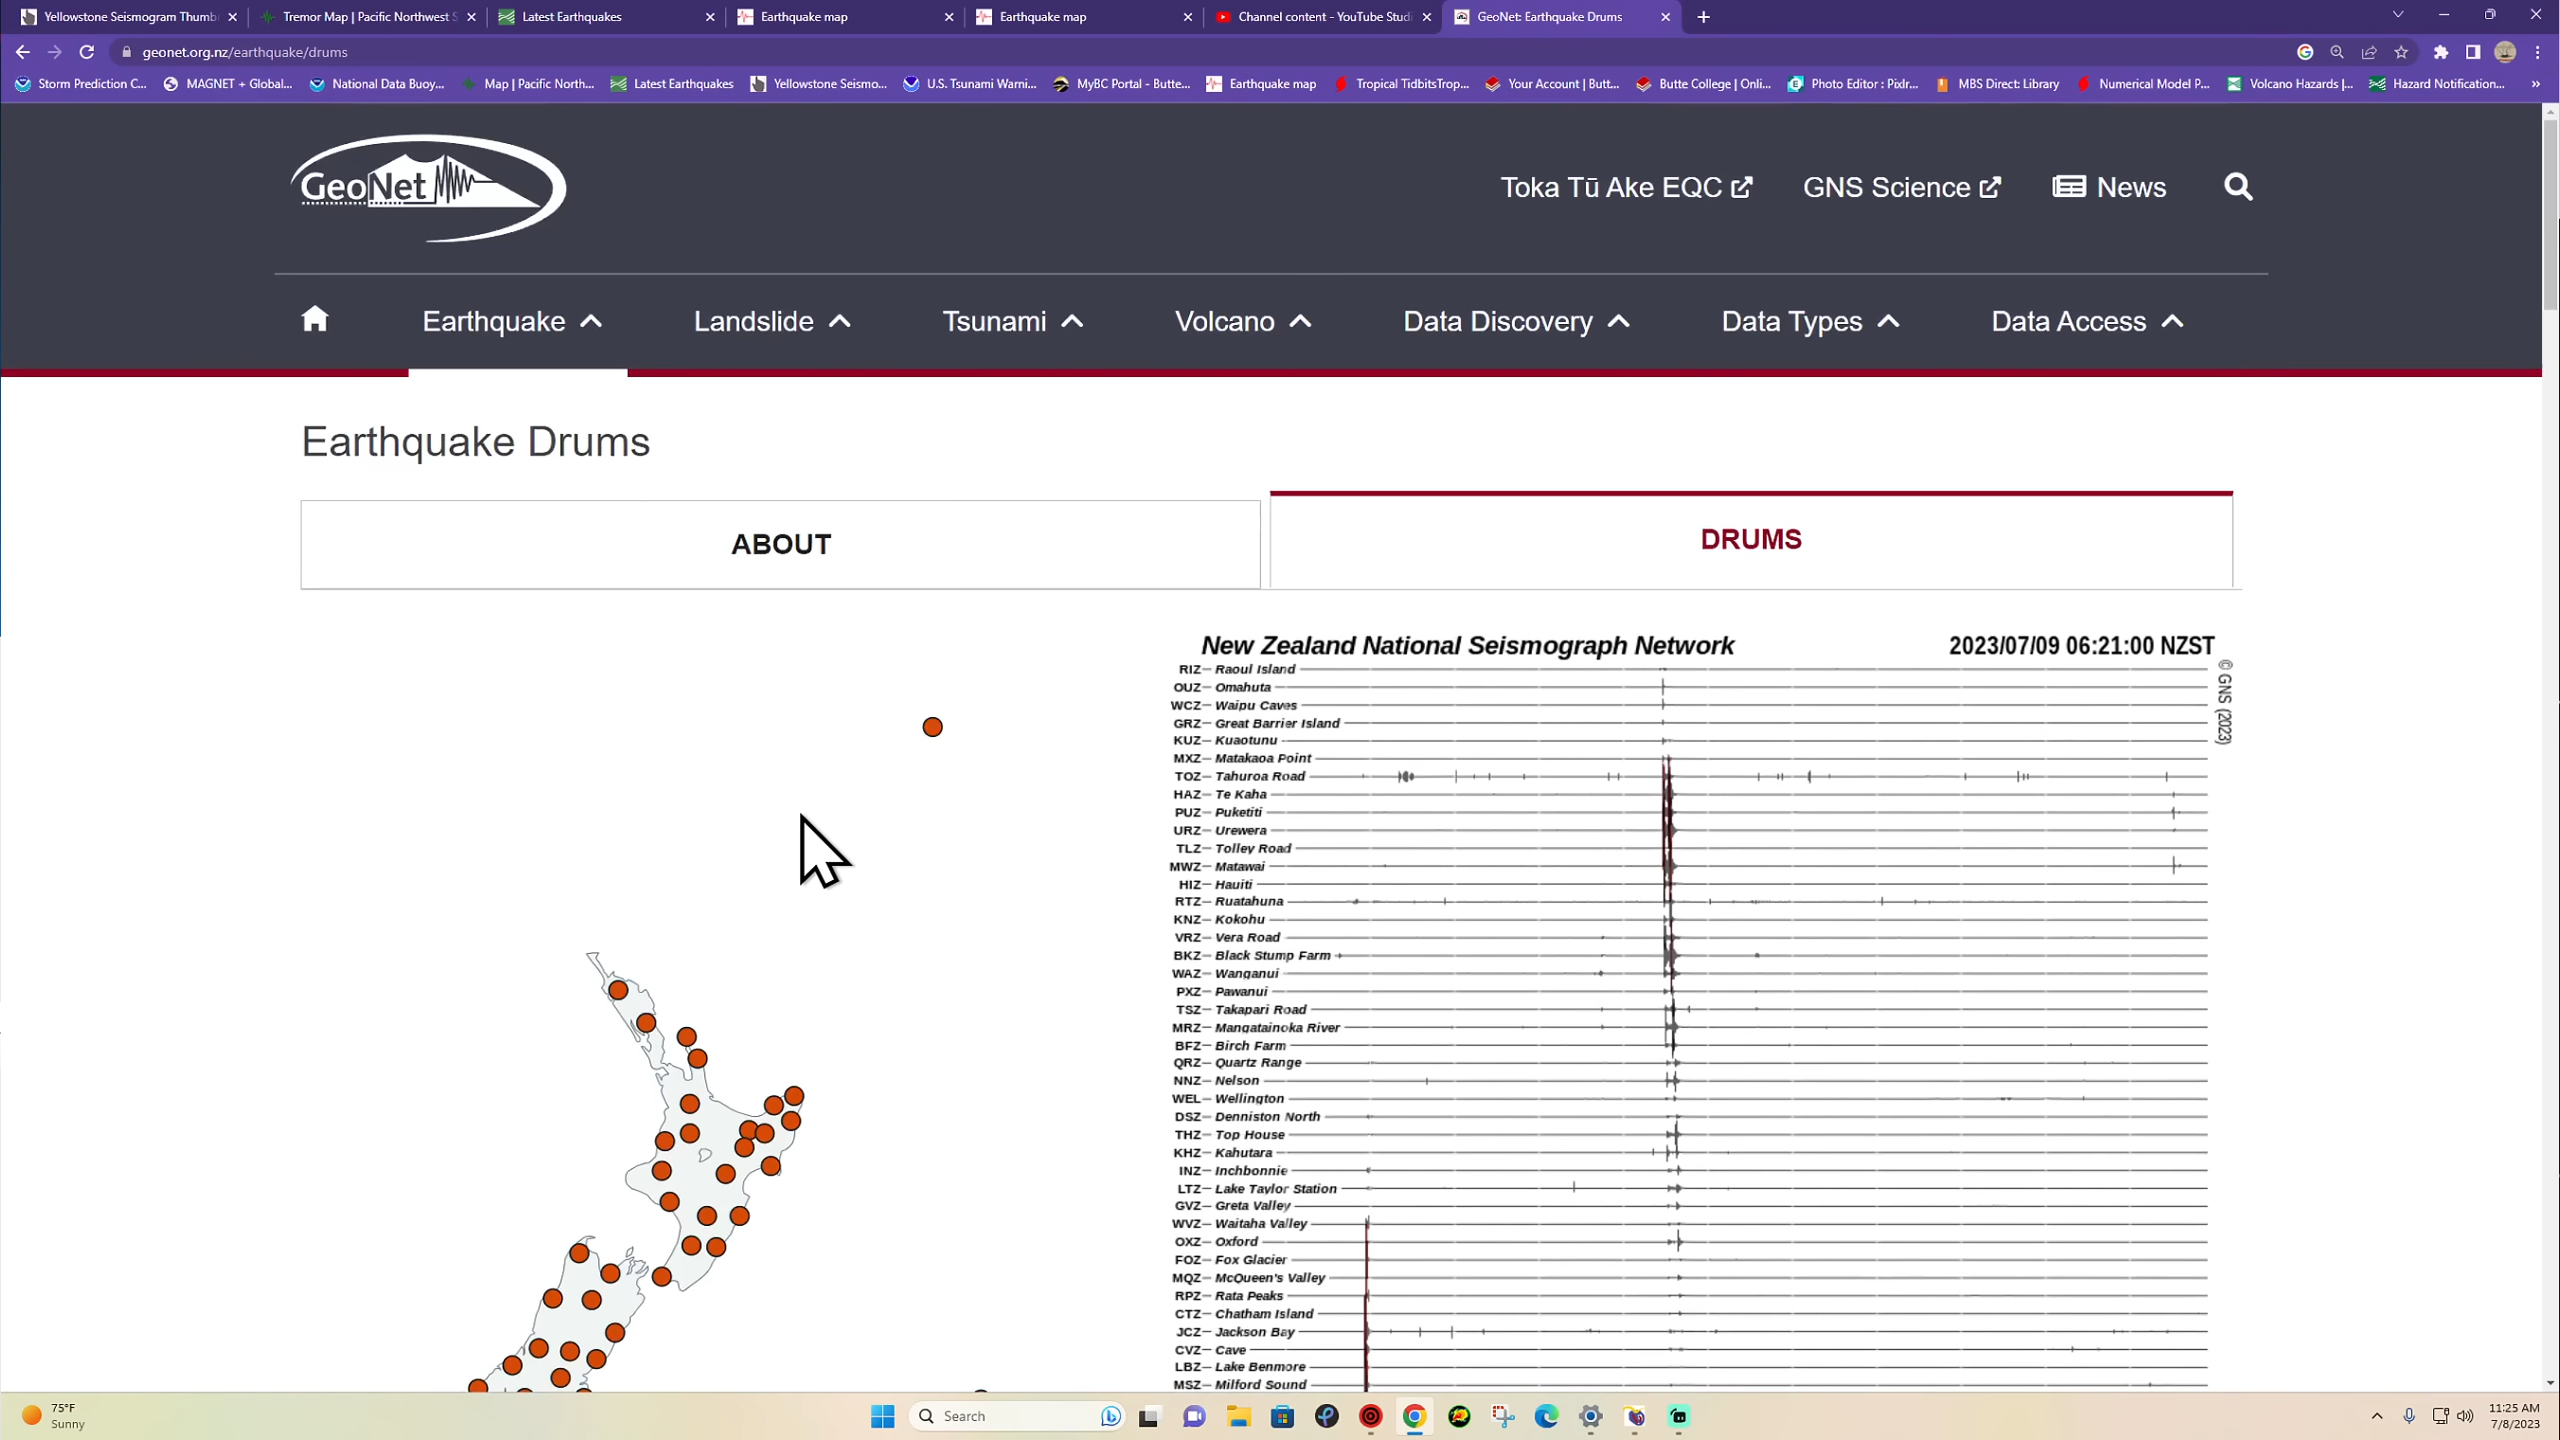 Yellowstone Seismogram Thumb
Tremor Map | Pacific Northwest S
Latest Earthquakes
Earthquake map
Earthquake map
Channel content - YouTube Studi
GeoNet: Earthquake Drums
geonet.org.nz/earthquake/drums
Storm Prediction C...
MAGNET + Global...
National Data Buoy...
Map | Pacific North...
Latest Earthquakes
Yellowstone Seismo...
U.S. Tsunami Warni...
MyBC Portal - Butte...
Earthquake map
Tropical TidbitsTrop...
Your Account | Butt...
Butte College | Onli...
Photo Editor : Pixlr...
MBS Direct: Library
Numerical Model P...
Volcano Hazards |...
Hazard Notification...
»
GeoNet
Toka Tū Ake EQC
GNS Science
News
Earthquake
Landslide
Tsunami
Volcano
Data Discovery
Data Types
Data Access
Earthquake Drums
ABOUT
DRUMS
New Zealand National Seismograph Network
2023/07/09 06:21:00 NZST
© GNS (2023)
RIZ– Raoul Island
OUZ– Omahuta
WCZ– Waipu Caves
GRZ– Great Barrier Island
KUZ– Kuaotunu
MXZ– Matakaoa Point
TOZ– Tahuroa Road
HAZ– Te Kaha
PUZ– Puketiti
URZ– Urewera
TLZ– Tolley Road
MWZ– Matawai
HIZ– Hauiti
RTZ– Ruatahuna
KNZ– Kokohu
VRZ– Vera Road
BKZ– Black Stump Farm
WAZ– Wanganui
PXZ– Pawanui
TSZ– Takapari Road
MRZ– Mangatainoka River
BFZ– Birch Farm
QRZ– Quartz Range
NNZ– Nelson
WEL– Wellington
DSZ– Denniston North
THZ– Top House
KHZ– Kahutara
INZ– Inchbonnie
LTZ– Lake Taylor Station
GVZ– Greta Valley
WVZ– Waitaha Valley
OXZ– Oxford
FOZ– Fox Glacier
MQZ– McQueen's Valley
RPZ– Rata Peaks
CTZ– Chatham Island
JCZ– Jackson Bay
CVZ– Cave
LBZ– Lake Benmore
MSZ– Milford Sound
75°F
Sunny
Search
11:25 AM
7/8/2023